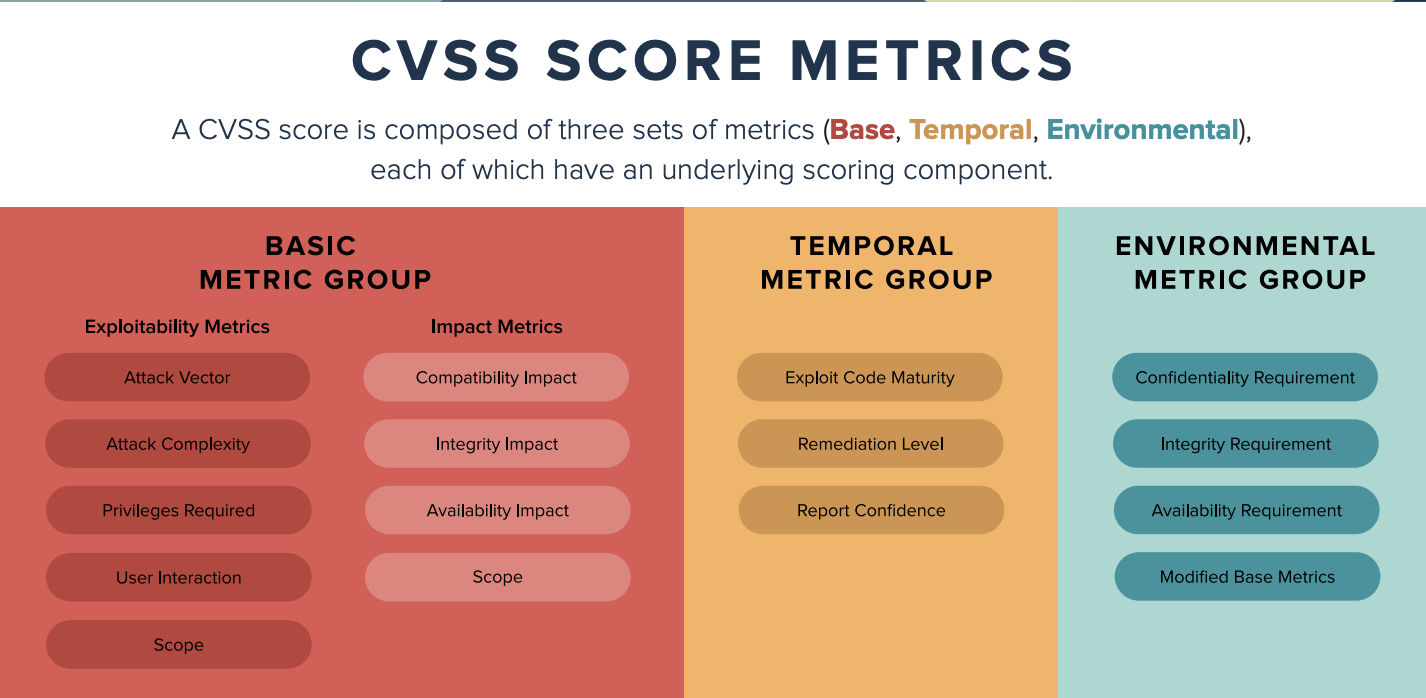 CVSS SCORE METRICS
A CVSS score is composed of three sets of metrics (Base, Temporal, Environmental),
each of which have an underlying scoring component.
BASIC
METRIC GROUP
Exploitability Metrics
Attack Vector
Attack Complexity
Privileges Required
User Interaction
Scope
Impact Metrics
Compatibility Impact
Integrity Impact
Availability Impact
Scope
TEMPORAL
METRIC GROUP
Exploit Code Maturity
Remediation Level
Report Confidence
ENVIRONMENTAL
METRIC GROUP
Confidentiality Requirement
Integrity Requirement
Availability Requirement
Modified Base Metrics